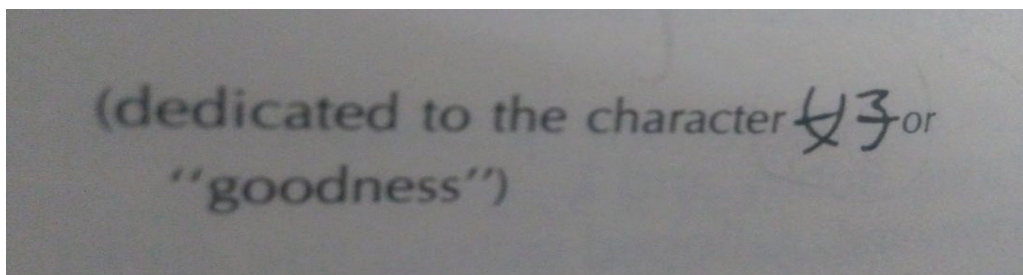 (dedicated to the character 好 or
"goodness")